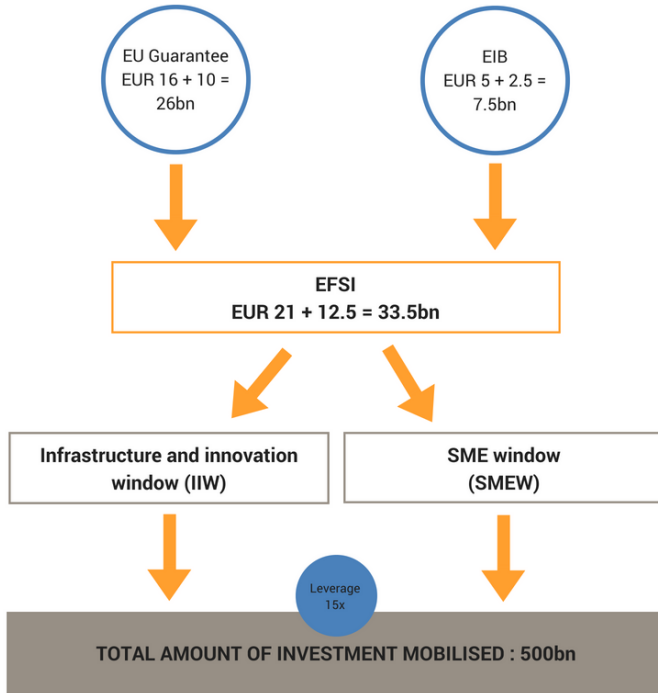 EU Guarantee
EUR 16 + 10 =
26bn
EIB
EUR 5 + 2.5 =
7.5bn
EFSI
EUR 21 + 12.5 = 33.5bn
Infrastructure and innovation
window (IIW)
SME window
(SMEW)
Leverage
15x
TOTAL AMOUNT OF INVESTMENT MOBILISED : 500bn